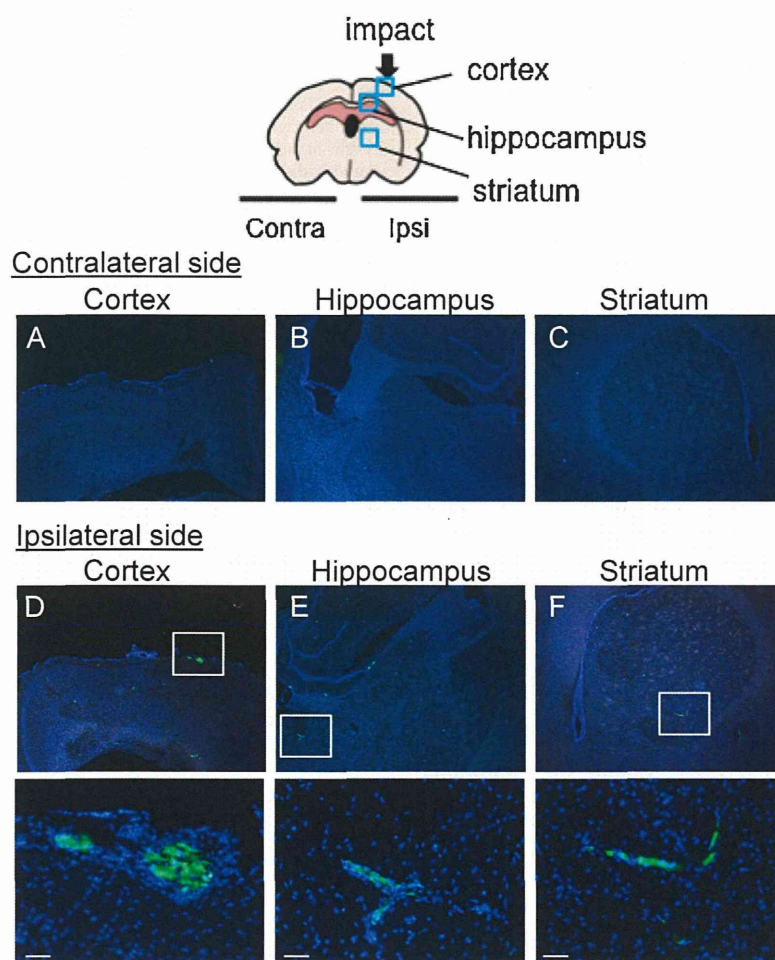 impact
cortex
hippocampus
striatum
Contra Ipsi
Contralateral side
Cortex Hippocampus Striatum
A B C
Ipsilateral side
Cortex Hippocampus Striatum
D E F